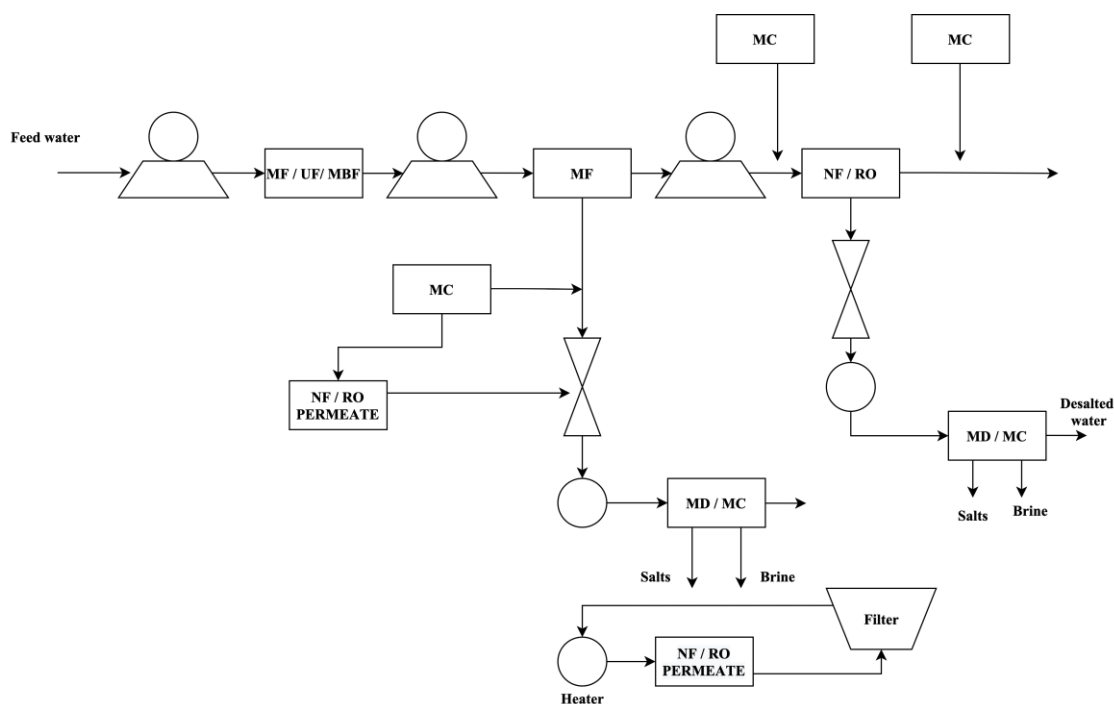 MC
MC
Feed water
MF / UF/ MBF
MF
NF / RO
MC
NF / RO
PERMEATE
Desalted
water
MD / MC
Salts
Brine
MD / MC
Salts
Brine
Filter
NF / RO
PERMEATE
Heater